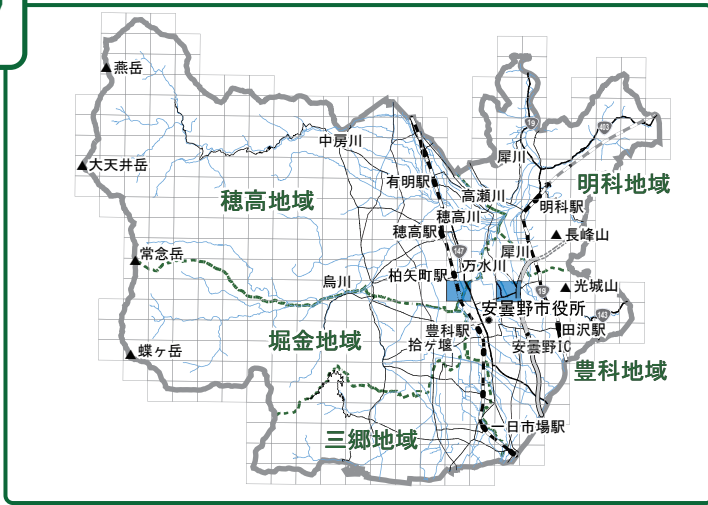 燕岳
大天井岳
常念岳
蝶ヶ岳
中房川
穂高地域
有明駅
高瀬川
穂高川
穂高駅
147
柏矢町駅
万水川
烏川
犀川
19
403
明科地域
明科駅
長峰山
犀川
19
光城山
143
安曇野市役所
豊科駅
拾ケ堰
田沢駅
安曇野IC
堀金地域
豊科地域
三郷地域
一日市場駅